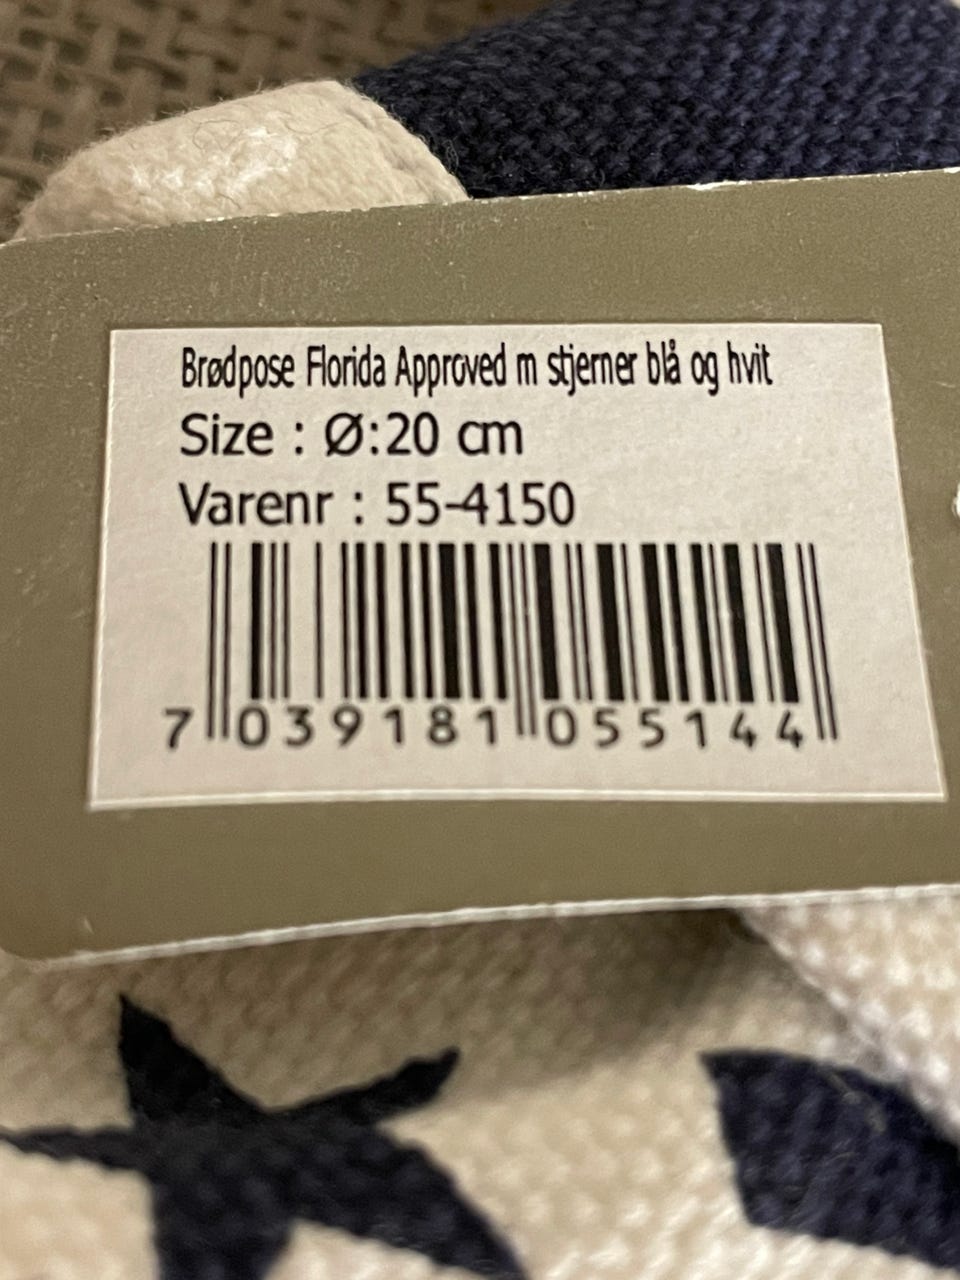 Brødpose Florida Approved m stjerner blå og hvit
Size : Ø:20 cm
Varenr : 55-4150
7 039181 055144